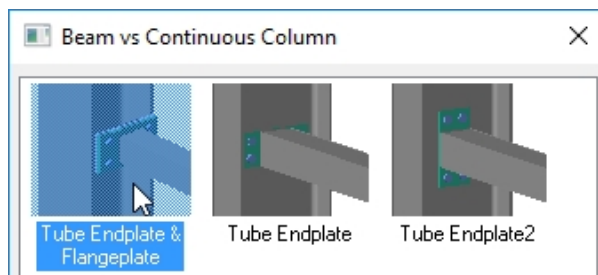 Beam vs Continuous Column
Tube Endplate &
Flangeplate
Tube Endplate
Tube Endplate2